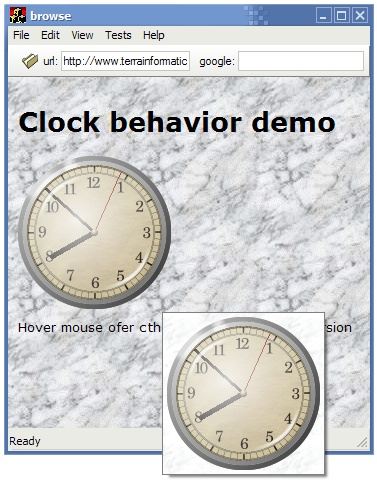 browse
File Edit View Tests Help
url: http://www.terrainformatic google:
Clock behavior demo
12 1 2 3 4 5 6 7 8 9 10 11
Hover mouse ofer cth rsion
12 1 2 3 4 5 6 7 8 9 10 11
Ready